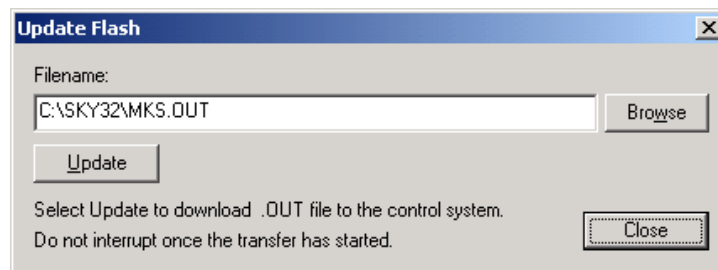 Update Flash
Filename:
C:\SKY32\MKS.OUT
Browse
Update
Select Update to download .OUT file to the control system.
Do not interrupt once the transfer has started.
Close